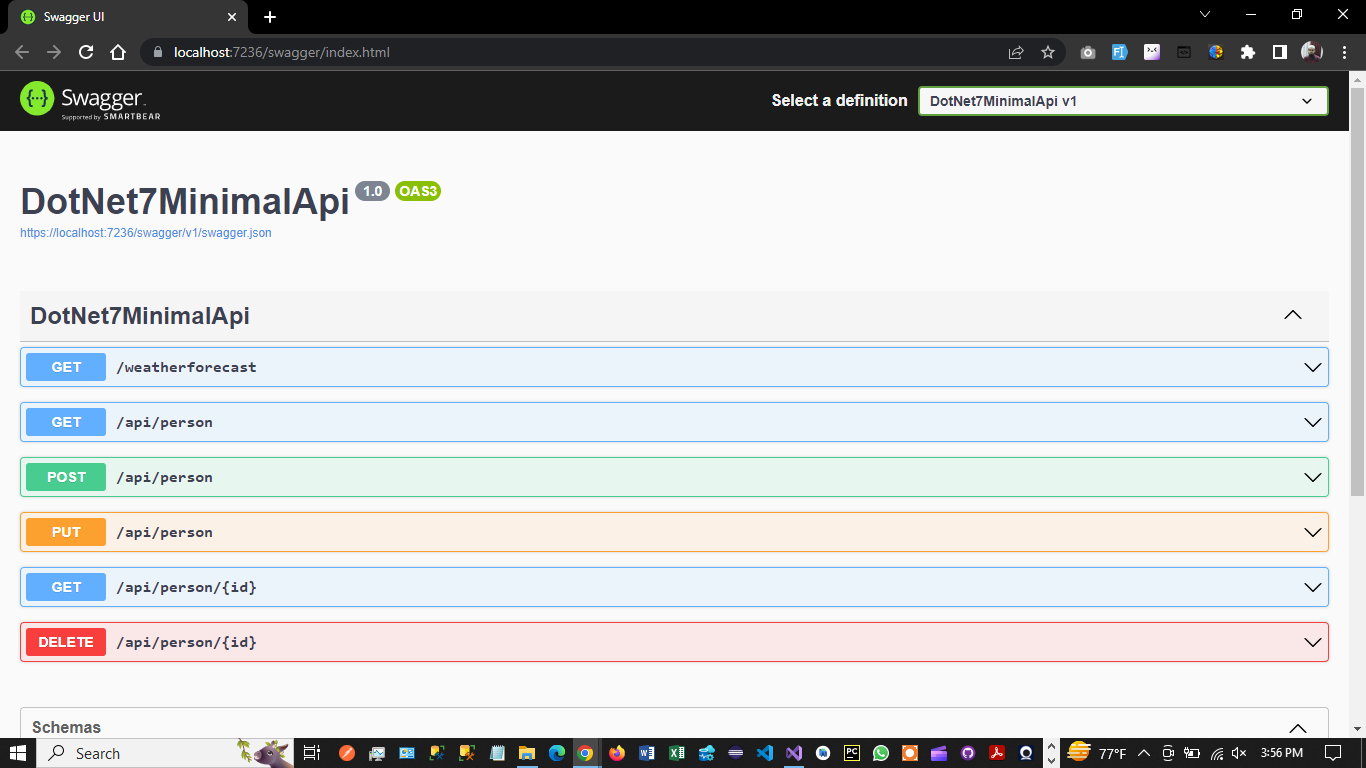 Swagger UI
localhost:7236/swagger/index.html
Swagger
Supported by SMARTBEAR
Select a definition
DotNet7MinimalApi v1
DotNet7MinimalApi 1.0 OAS3
https://localhost:7236/swagger/v1/swagger.json
DotNet7MinimalApi
GET /weatherforecast
GET /api/person
POST /api/person
PUT /api/person
GET /api/person/{id}
DELETE /api/person/{id}
Schemas
Search
PC
77°F
3:56 PM